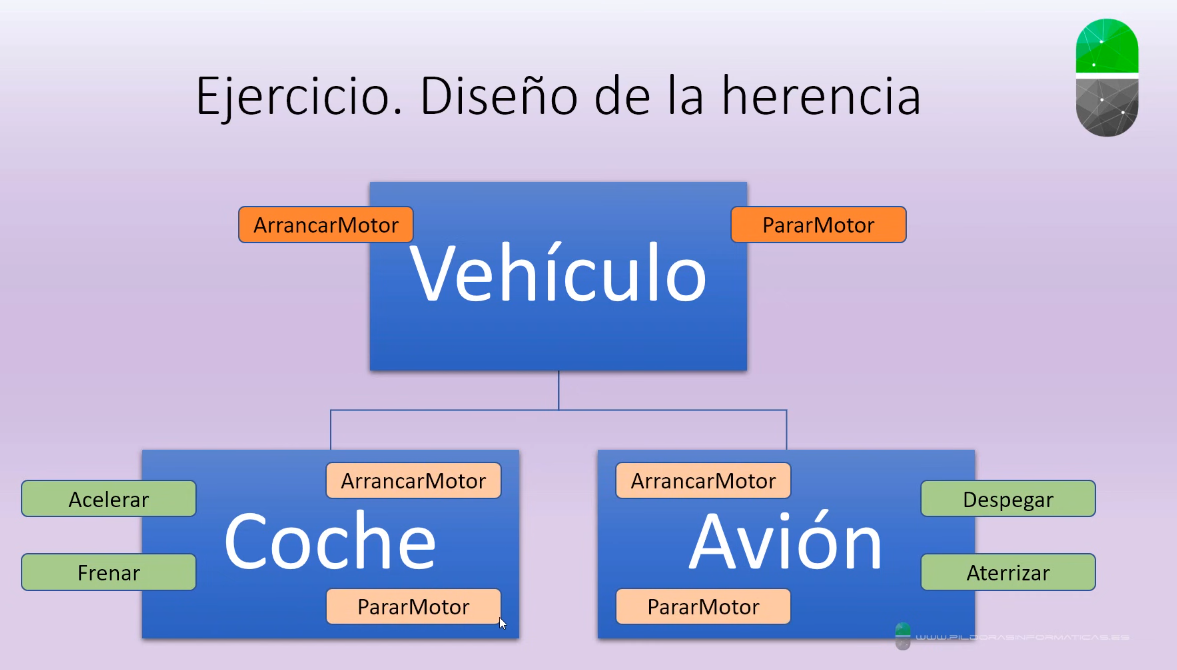 Ejercicio. Diseño de la herencia
ArrancarMotor
PararMotor
Vehículo
ArrancarMotor
ArrancarMotor
Acelerar
Despegar
Coche
Avión
Frenar
Aterrizar
PararMotor
PararMotor
WWW.PILDORASINFORMATICAS.ES